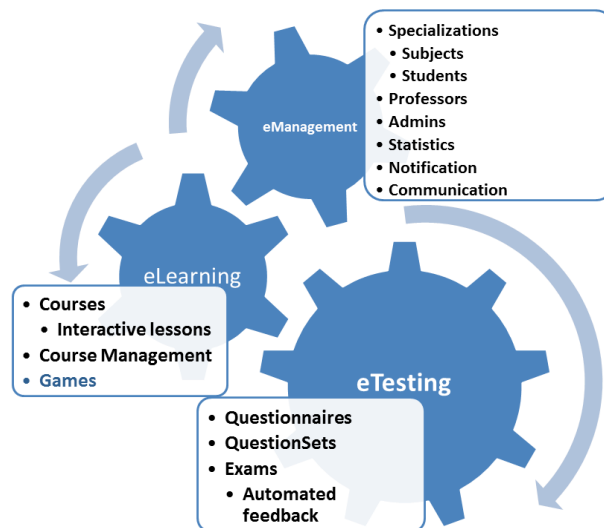 eManagement
• Specializations
• Subjects
• Students
• Professors
• Admins
• Statistics
• Notification
• Communication
eLearning
• Courses
• Interactive lessons
• Course Management
• Games
eTesting
• Questionnaires
• QuestionSets
• Exams
• Automated
feedback